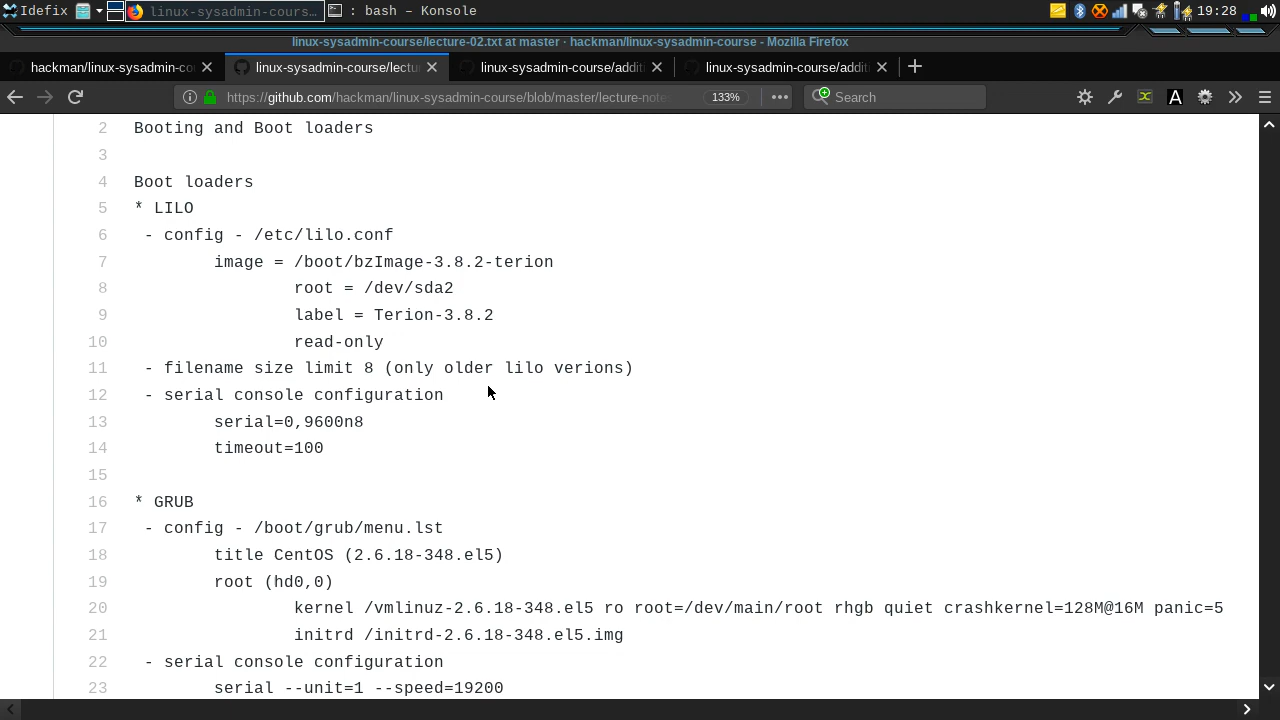 Idefix linux-sysadmin-cours... : bash – Konsole 19:28
linux-sysadmin-course/lecture-02.txt at master · hackman/linux-sysadmin-course - Mozilla Firefox
hackman/linux-sysadmin-co linux-sysadmin-course/lectu linux-sysadmin-course/addit linux-sysadmin-course/addit
https://github.com/hackman/linux-sysadmin-course/blob/master/lecture-notes 133% Search
2 Booting and Boot loaders
3
4 Boot loaders
5 * LILO
6 - config - /etc/lilo.conf
7 image = /boot/bzImage-3.8.2-terion
8 root = /dev/sda2
9 label = Terion-3.8.2
10 read-only
11 - filename size limit 8 (only older lilo verions)
12 - serial console configuration
13 serial=0,9600n8
14 timeout=100
15
16 * GRUB
17 - config - /boot/grub/menu.lst
18 title CentOS (2.6.18-348.el5)
19 root (hd0,0)
20 kernel /vmlinuz-2.6.18-348.el5 ro root=/dev/main/root rhgb quiet crashkernel=128M@16M panic=5
21 initrd /initrd-2.6.18-348.el5.img
22 - serial console configuration
23 serial --unit=1 --speed=19200